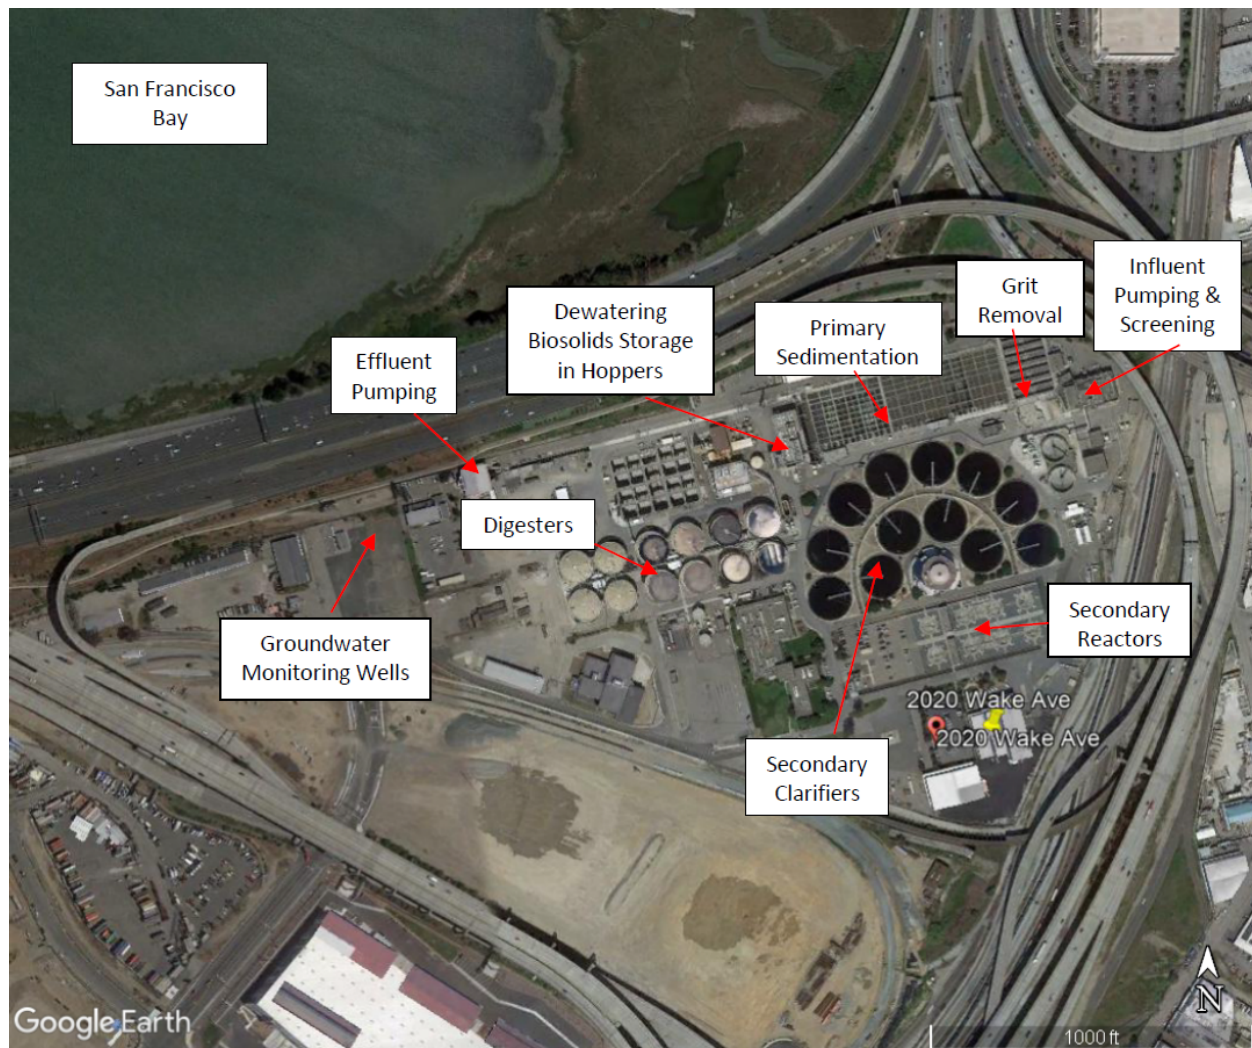 San Francisco
Bay
Influent
Pumping &
Screening
Grit
Removal
Dewatering
Biosolids Storage
in Hoppers
Primary
Sedimentation
Effluent
Pumping
Digesters
Secondary
Reactors
Groundwater
Monitoring Wells
2020 Wake Ave
2020 Wake Ave
Secondary
Clarifiers
N
Google Earth
1000 ft